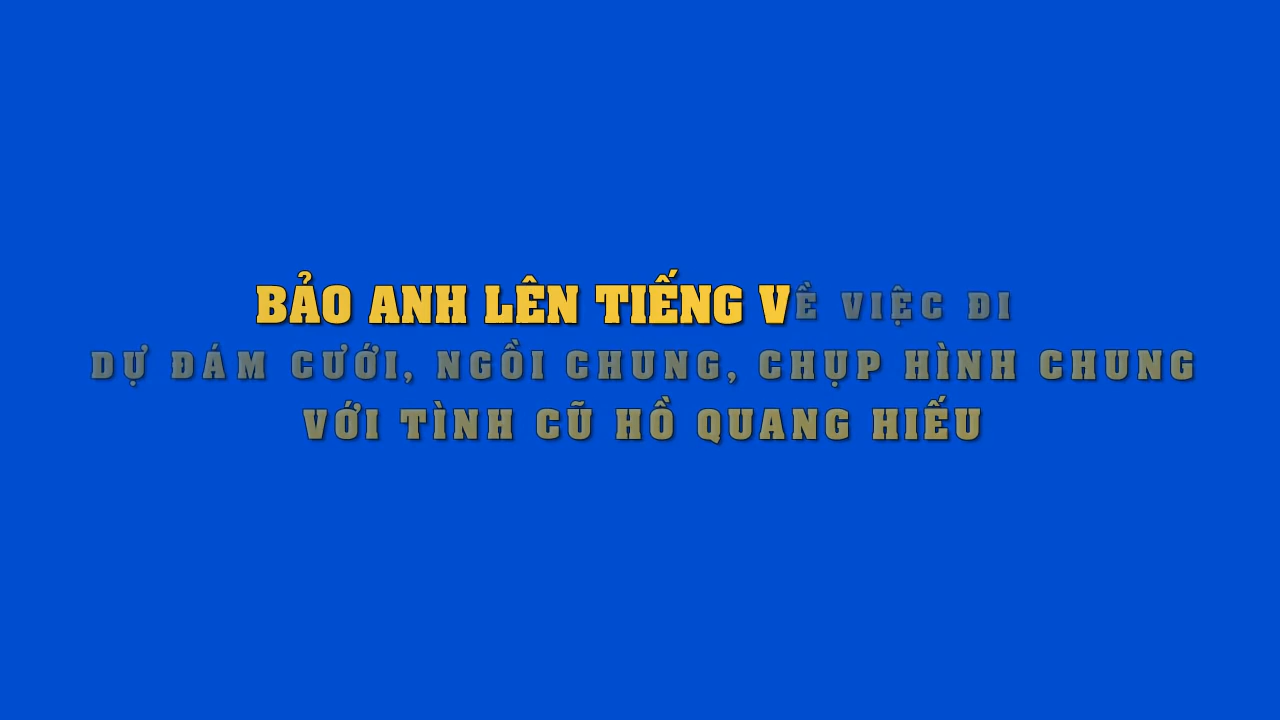 BẢO ANH LÊN TIẾNG VỀ VIỆC ĐI
DỰ ĐÁM CƯỚI, NGỒI CHUNG, CHỤP HÌNH CHUNG
VỚI TÌNH CŨ HỒ QUANG HIẾU